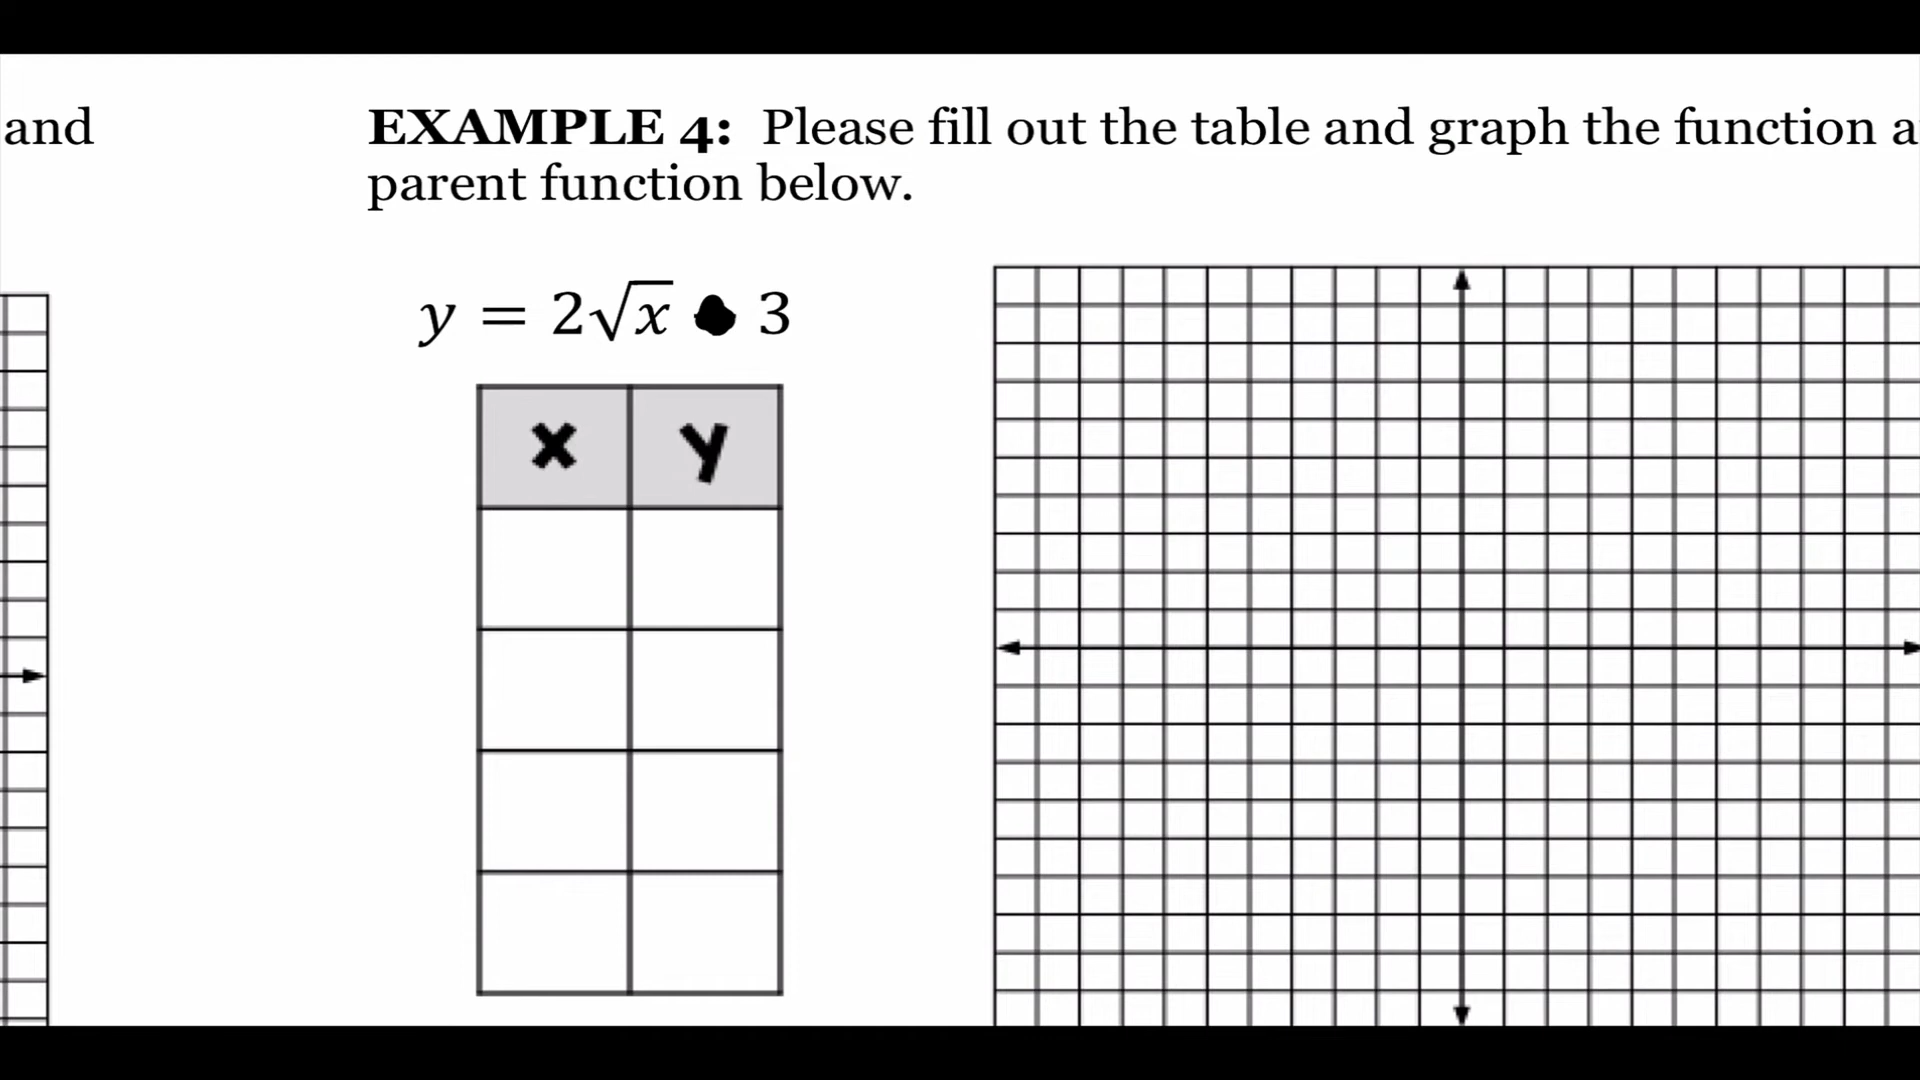 and
EXAMPLE 4: Please fill out the table and graph the function a
parent function below.
y = 2√x 3
x y